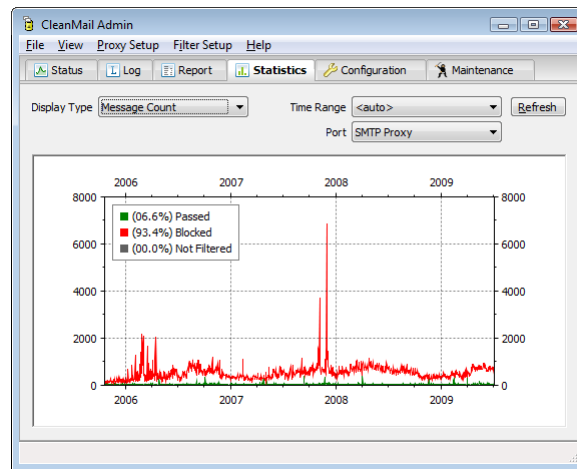 CleanMail Admin
File View Proxy Setup Filter Setup Help
Status Log Report Statistics Configuration Maintenance
Display Type Message Count Time Range <auto> Refresh
Port SMTP Proxy
2006 2007 2008 2009
8000 8000
(06.6%) Passed
(93.4%) Blocked
6000 6000
(00.0%) Not Filtered
4000 4000
2000 2000
0 0
2006 2007 2008 2009